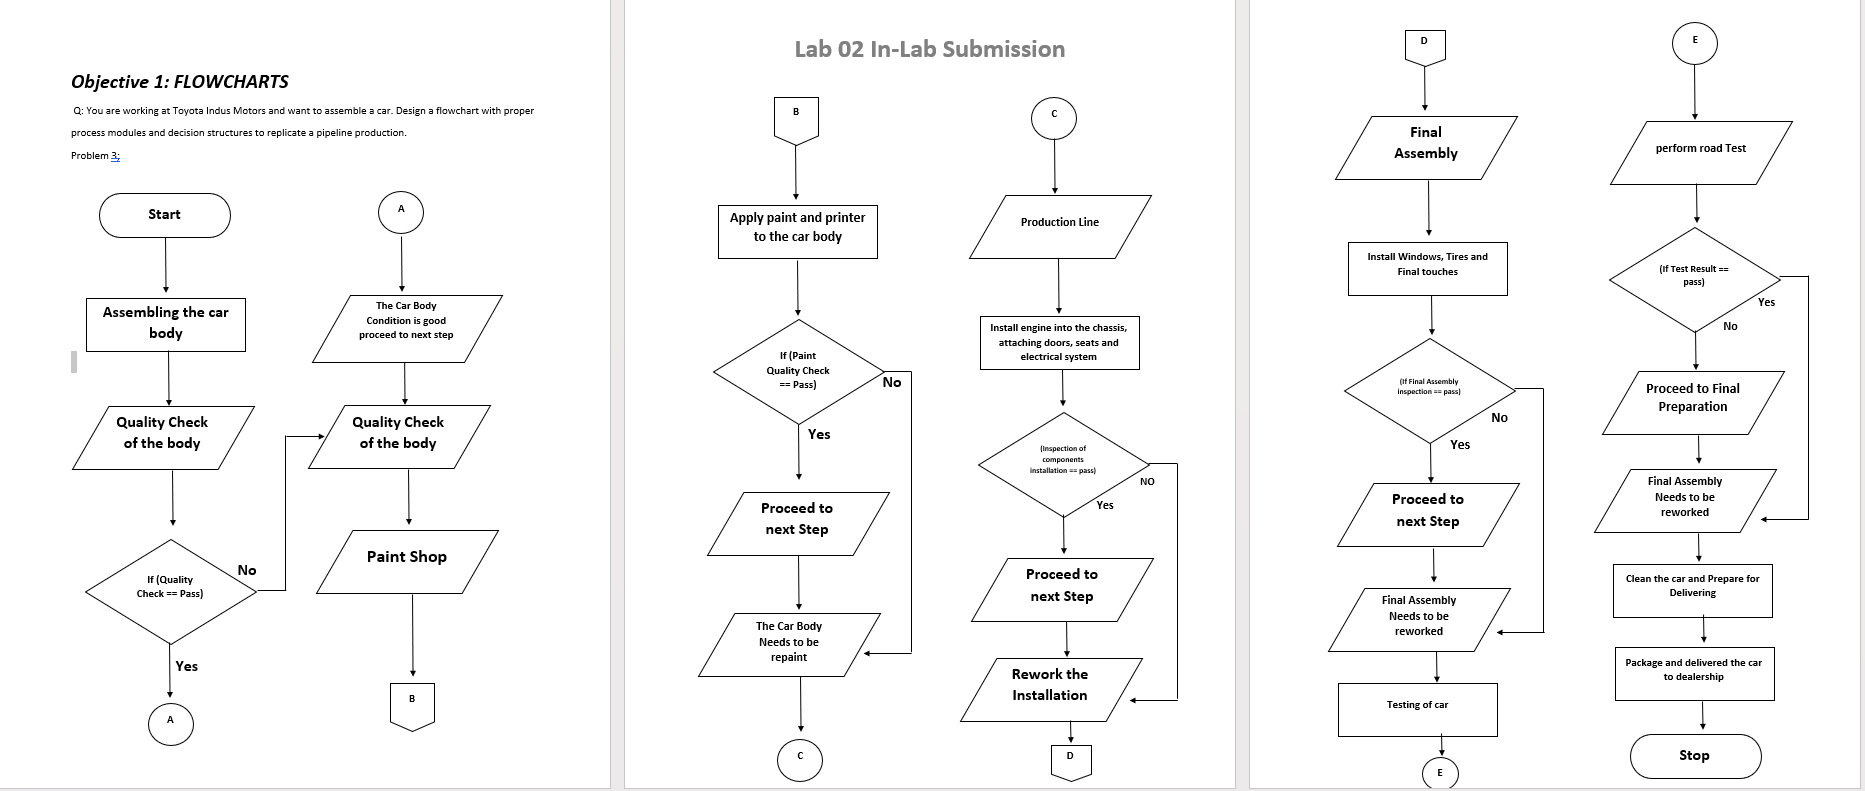 Objective 1: FLOWCHARTS
Q: You are working at Toyota Indus Motors and want to assemble a car. Design a flowchart with proper
process modules and decision structures to replicate a pipeline production.
Problem 3:
Start
Assembling the car
body
Quality Check
of the body
If (Quality
Check == Pass)
No
Yes
A
A
The Car Body
Condition is good
proceed to next step
Quality Check
of the body
Paint Shop
B
Lab 02 In-Lab Submission
B
Apply paint and printer
to the car body
If (Paint
Quality Check
== Pass)
No
Yes
Proceed to
next Step
The Car Body
Needs to be
repaint
C
C
Production Line
Install engine into the chassis,
attaching doors, seats and
electrical system
(Inspection of
components
installation == pass)
NO
Yes
Proceed to
next Step
Rework the
Installation
D
D
Final
Assembly
Install Windows, Tires and
Final touches
(If Final Assembly
inspection == pass)
No
Yes
Proceed to
next Step
Final Assembly
Needs to be
reworked
Testing of car
E
E
perform road Test
(If Test Result ==
pass)
Yes
No
Proceed to Final
Preparation
Final Assembly
Needs to be
reworked
Clean the car and Prepare for
Delivering
Package and delivered the car
to dealership
Stop